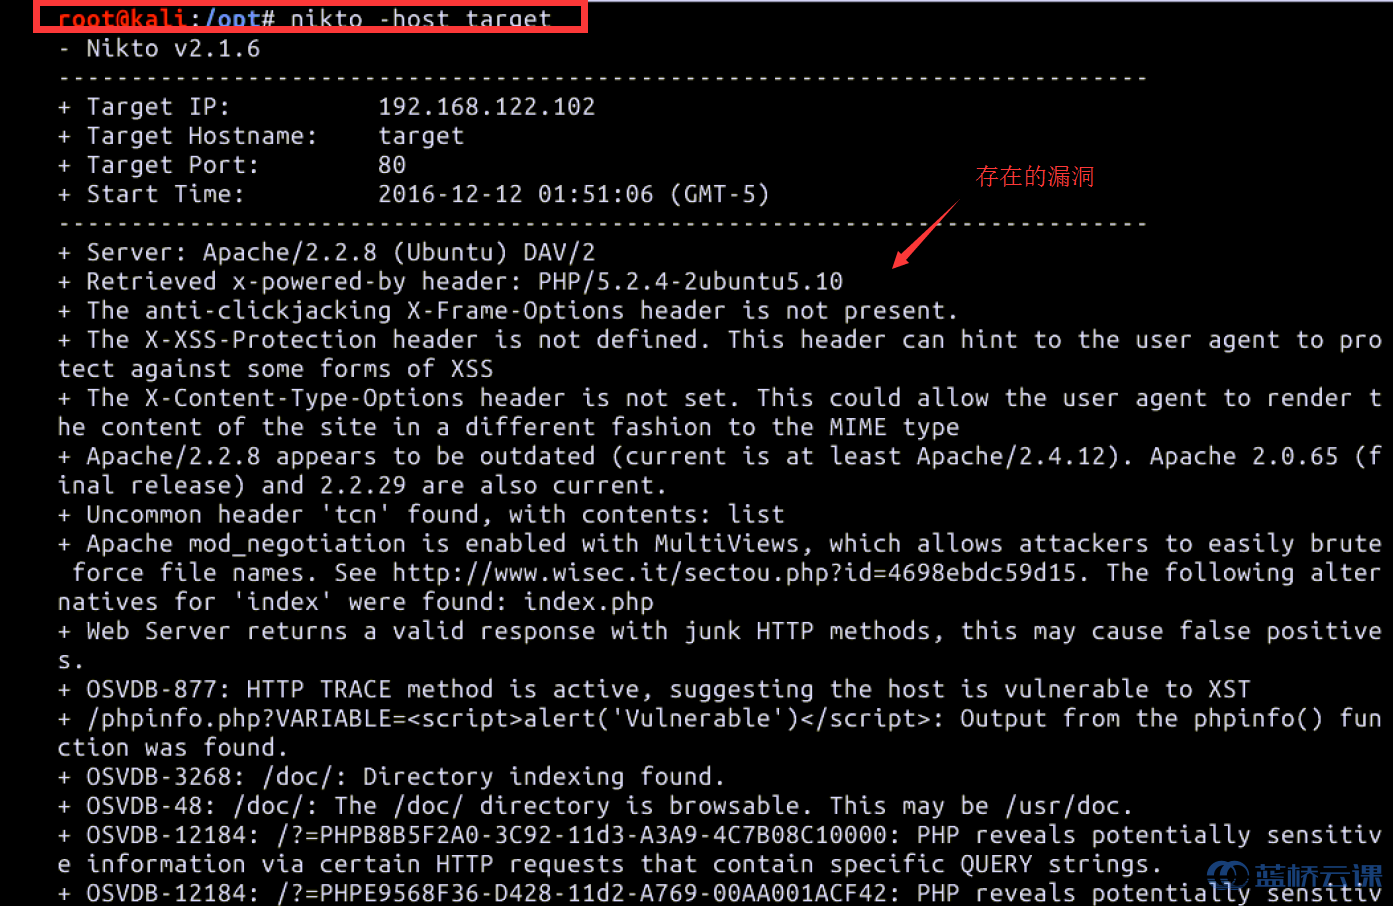 root@kali:/opt# nikto -host target
- Nikto v2.1.6
---------------------------------------------------------------------------
+ Target IP:          192.168.122.102
+ Target Hostname:    target
+ Target Port:        80
+ Start Time:         2016-12-12 01:51:06 (GMT-5)
存在的漏洞
---------------------------------------------------------------------------
+ Server: Apache/2.2.8 (Ubuntu) DAV/2
+ Retrieved x-powered-by header: PHP/5.2.4-2ubuntu5.10
+ The anti-clickjacking X-Frame-Options header is not present.
+ The X-XSS-Protection header is not defined. This header can hint to the user agent to pro
tect against some forms of XSS
+ The X-Content-Type-Options header is not set. This could allow the user agent to render t
he content of the site in a different fashion to the MIME type
+ Apache/2.2.8 appears to be outdated (current is at least Apache/2.4.12). Apache 2.0.65 (f
inal release) and 2.2.29 are also current.
+ Uncommon header 'tcn' found, with contents: list
+ Apache mod_negotiation is enabled with MultiViews, which allows attackers to easily brute
 force file names. See http://www.wisec.it/sectou.php?id=4698ebdc59d15. The following alter
natives for 'index' were found: index.php
+ Web Server returns a valid response with junk HTTP methods, this may cause false positive
s.
+ OSVDB-877: HTTP TRACE method is active, suggesting the host is vulnerable to XST
+ /phpinfo.php?VARIABLE=<script>alert('Vulnerable')</script>: Output from the phpinfo() fun
ction was found.
+ OSVDB-3268: /doc/: Directory indexing found.
+ OSVDB-48: /doc/: The /doc/ directory is browsable. This may be /usr/doc.
+ OSVDB-12184: /?=PHPB8B5F2A0-3C92-11d3-A3A9-4C7B08C10000: PHP reveals potentially sensitiv
e information via certain HTTP requests that contain specific QUERY strings.
+ OSVDB-12184: /?=PHPE9568F36-D428-11d2-A769-00AA001ACF42: PHP reveals potentially sensitiv
蓝桥云课